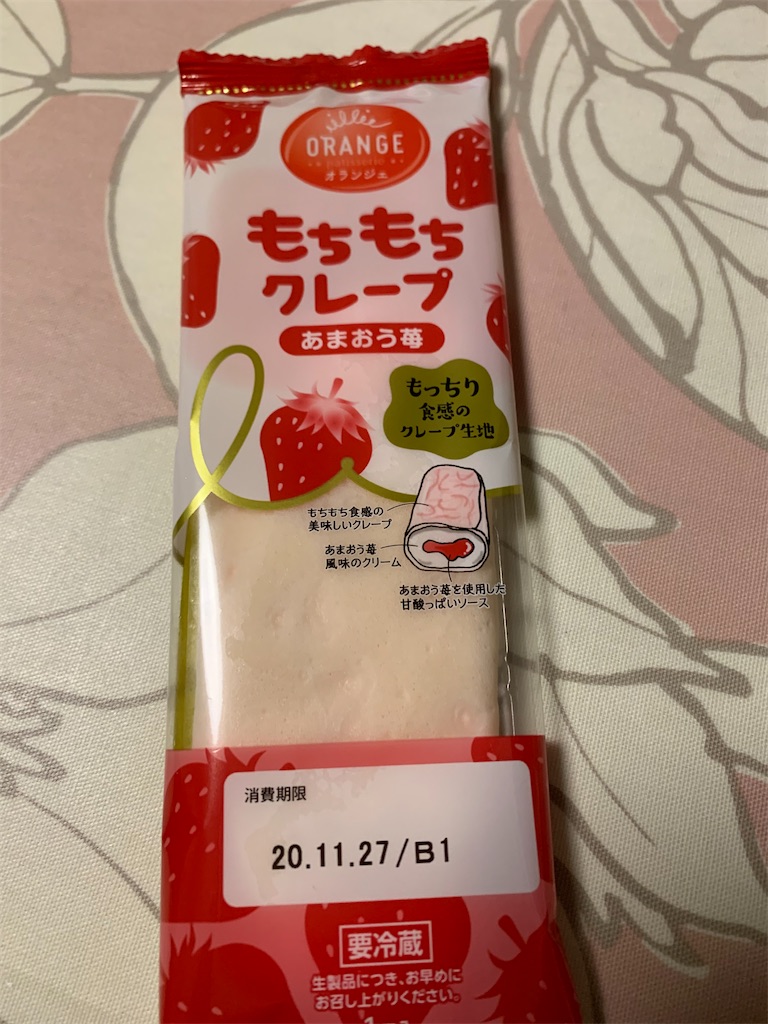 ORANGE
patisserie
オランジェ
もちもち
クレープ
あまおう苺
もっちり
食感の
クレープ生地
もちもち食感の
美味しいクレープ
あまおう苺
風味のクリーム
あまおう苺を使用した
甘酸っぱいソース
消費期限
20.11.27/B1
要冷蔵
生製品につき、お早めに
お召し上がりください。